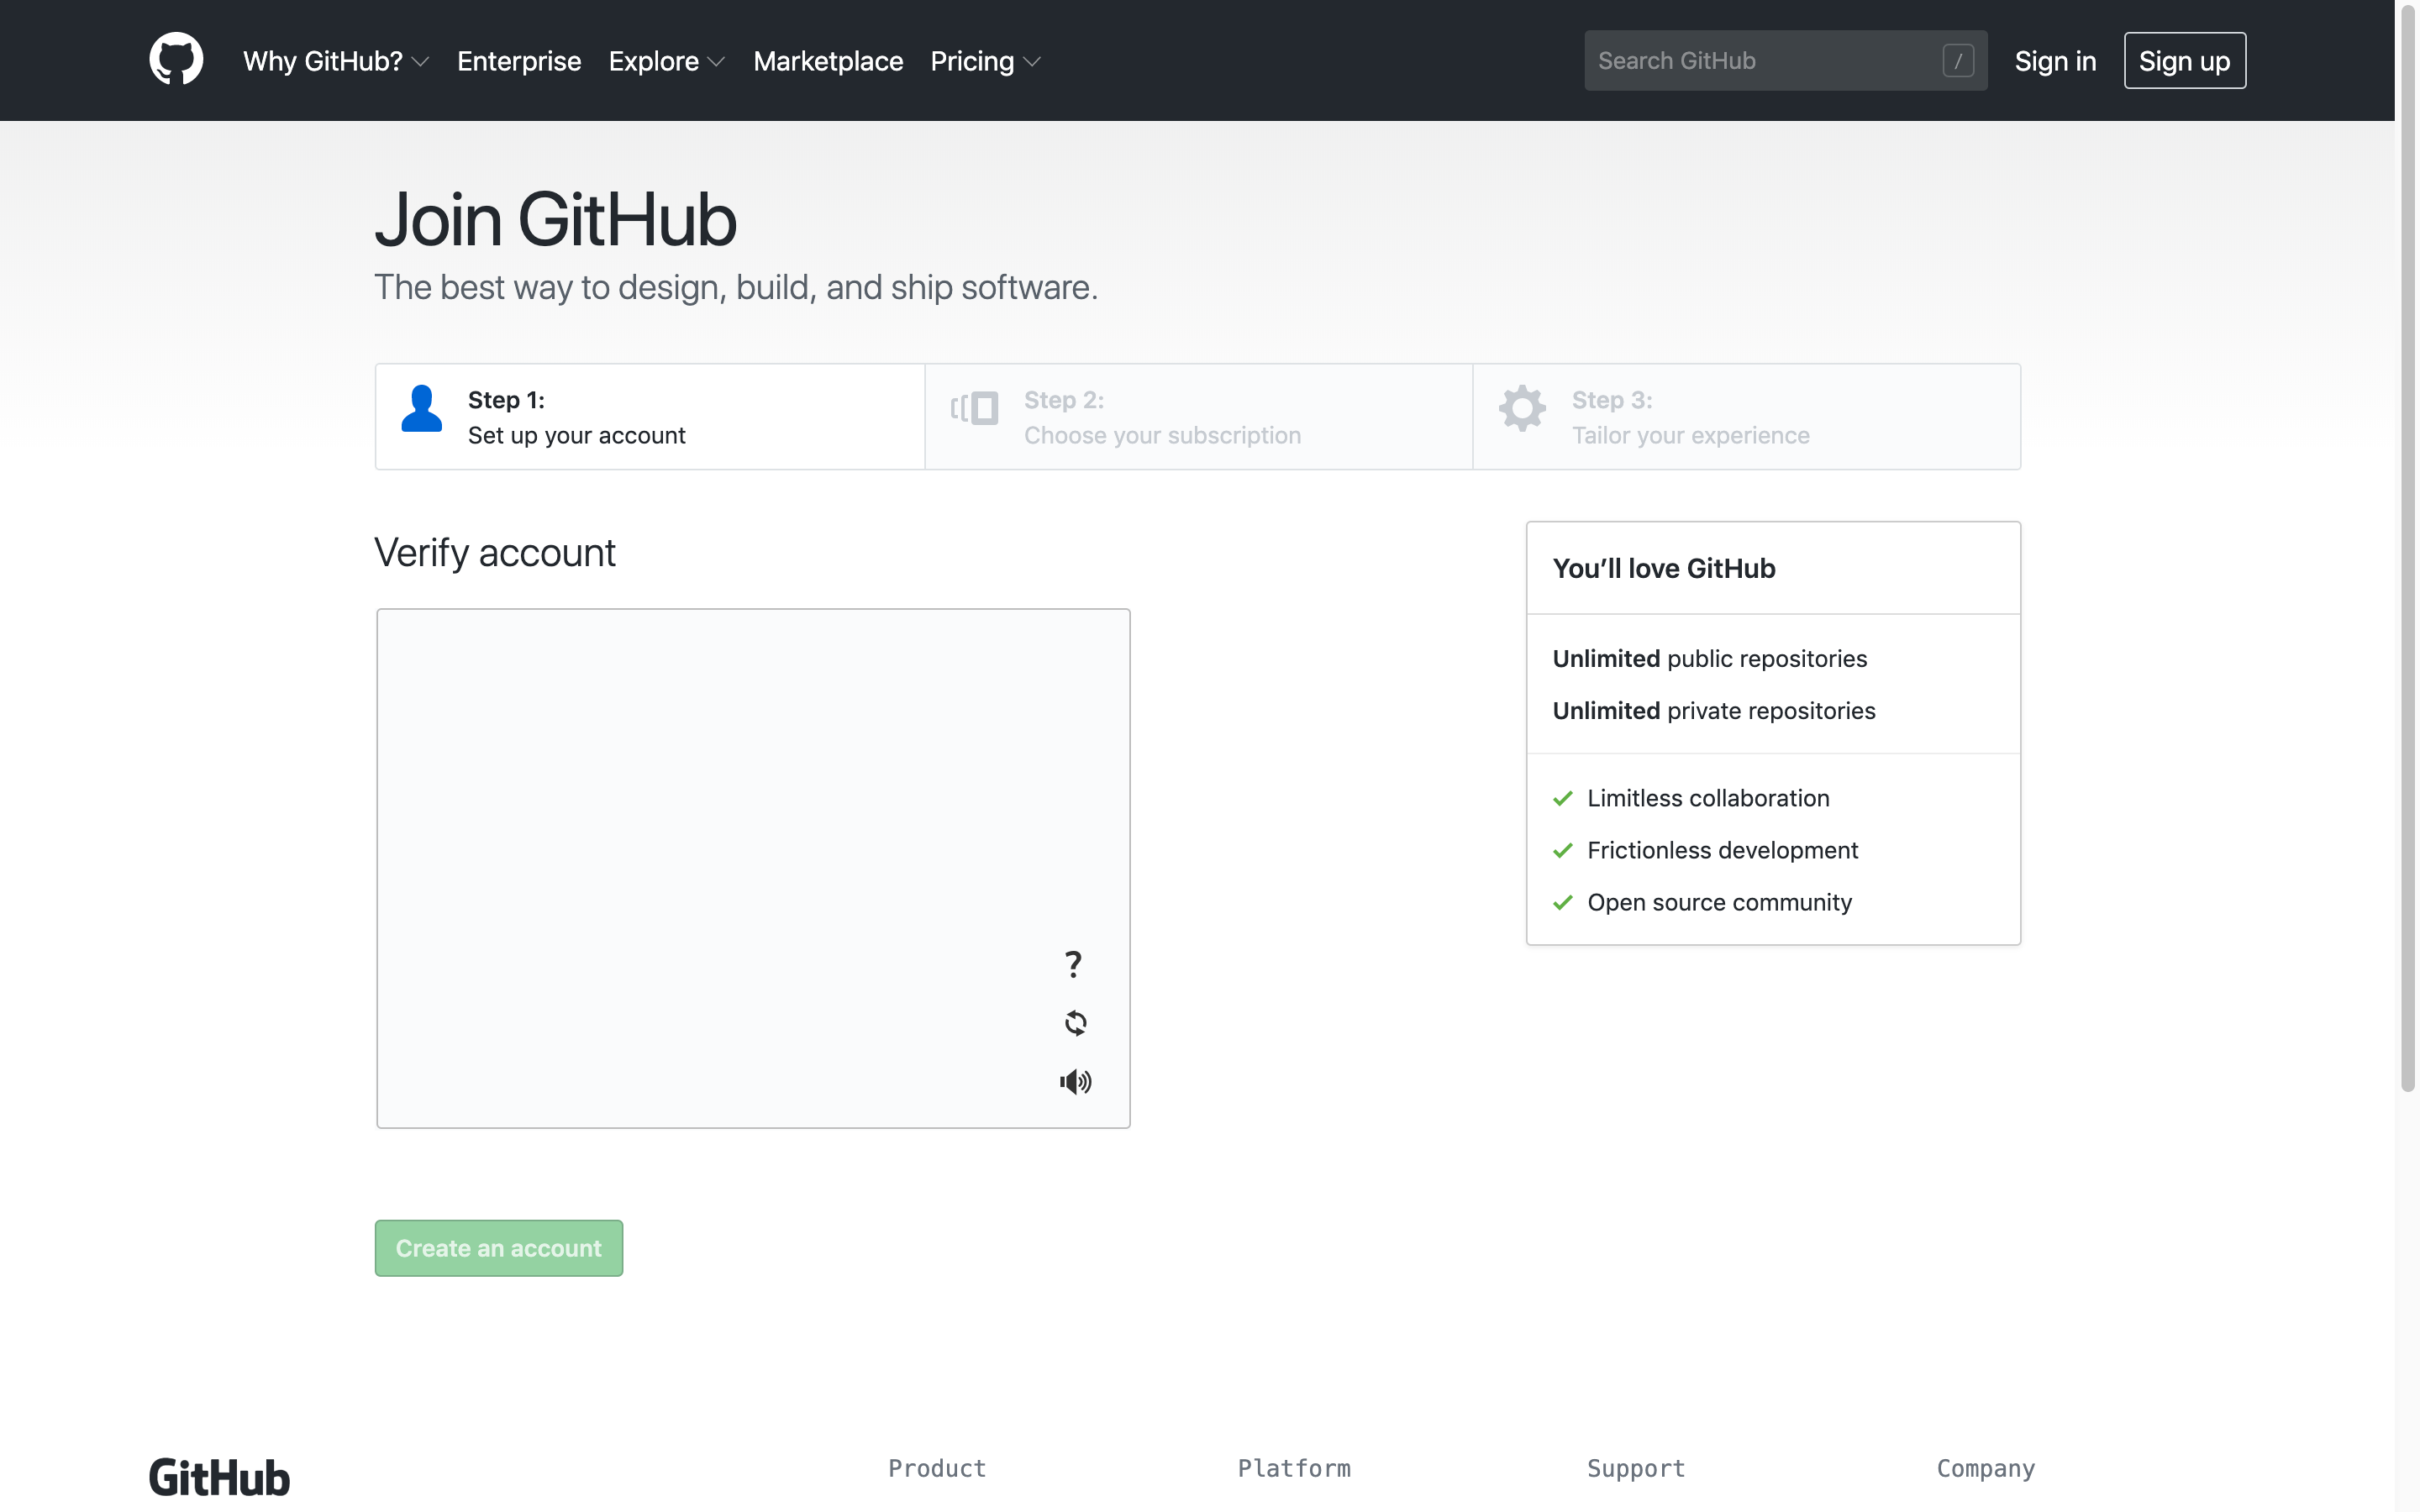 Why GitHub? Enterprise Explore Marketplace Pricing Search GitHub / Sign in Sign up
Join GitHub
The best way to design, build, and ship software.
Step 1:
Set up your account
Step 2:
Choose your subscription
Step 3:
Tailor your experience
Verify account
?
Create an account
You’ll love GitHub
Unlimited public repositories
Unlimited private repositories
Limitless collaboration
Frictionless development
Open source community
GitHub
Product
Platform
Support
Company